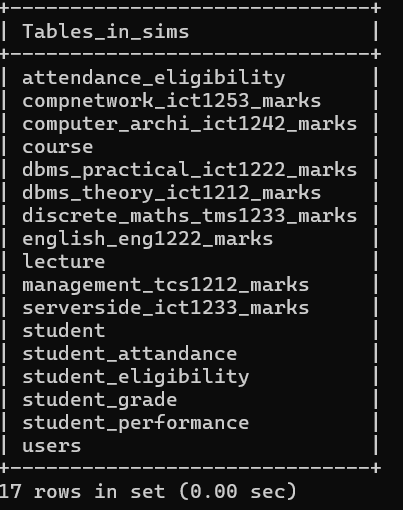 +------------------------------+
| Tables_in_sims               |
+------------------------------+
| attendance_eligibility       |
| compnetwork_ict1253_marks    |
| computer_archi_ict1242_marks |
| course                       |
| dbms_practical_ict1222_marks |
| dbms_theory_ict1212_marks    |
| discrete_maths_tms1233_marks |
| english_eng1222_marks        |
| lecture                      |
| management_tcs1212_marks     |
| serverside_ict1233_marks     |
| student                      |
| student_attandance           |
| student_eligibility          |
| student_grade                |
| student_performance          |
| users                        |
+------------------------------+
17 rows in set (0.00 sec)